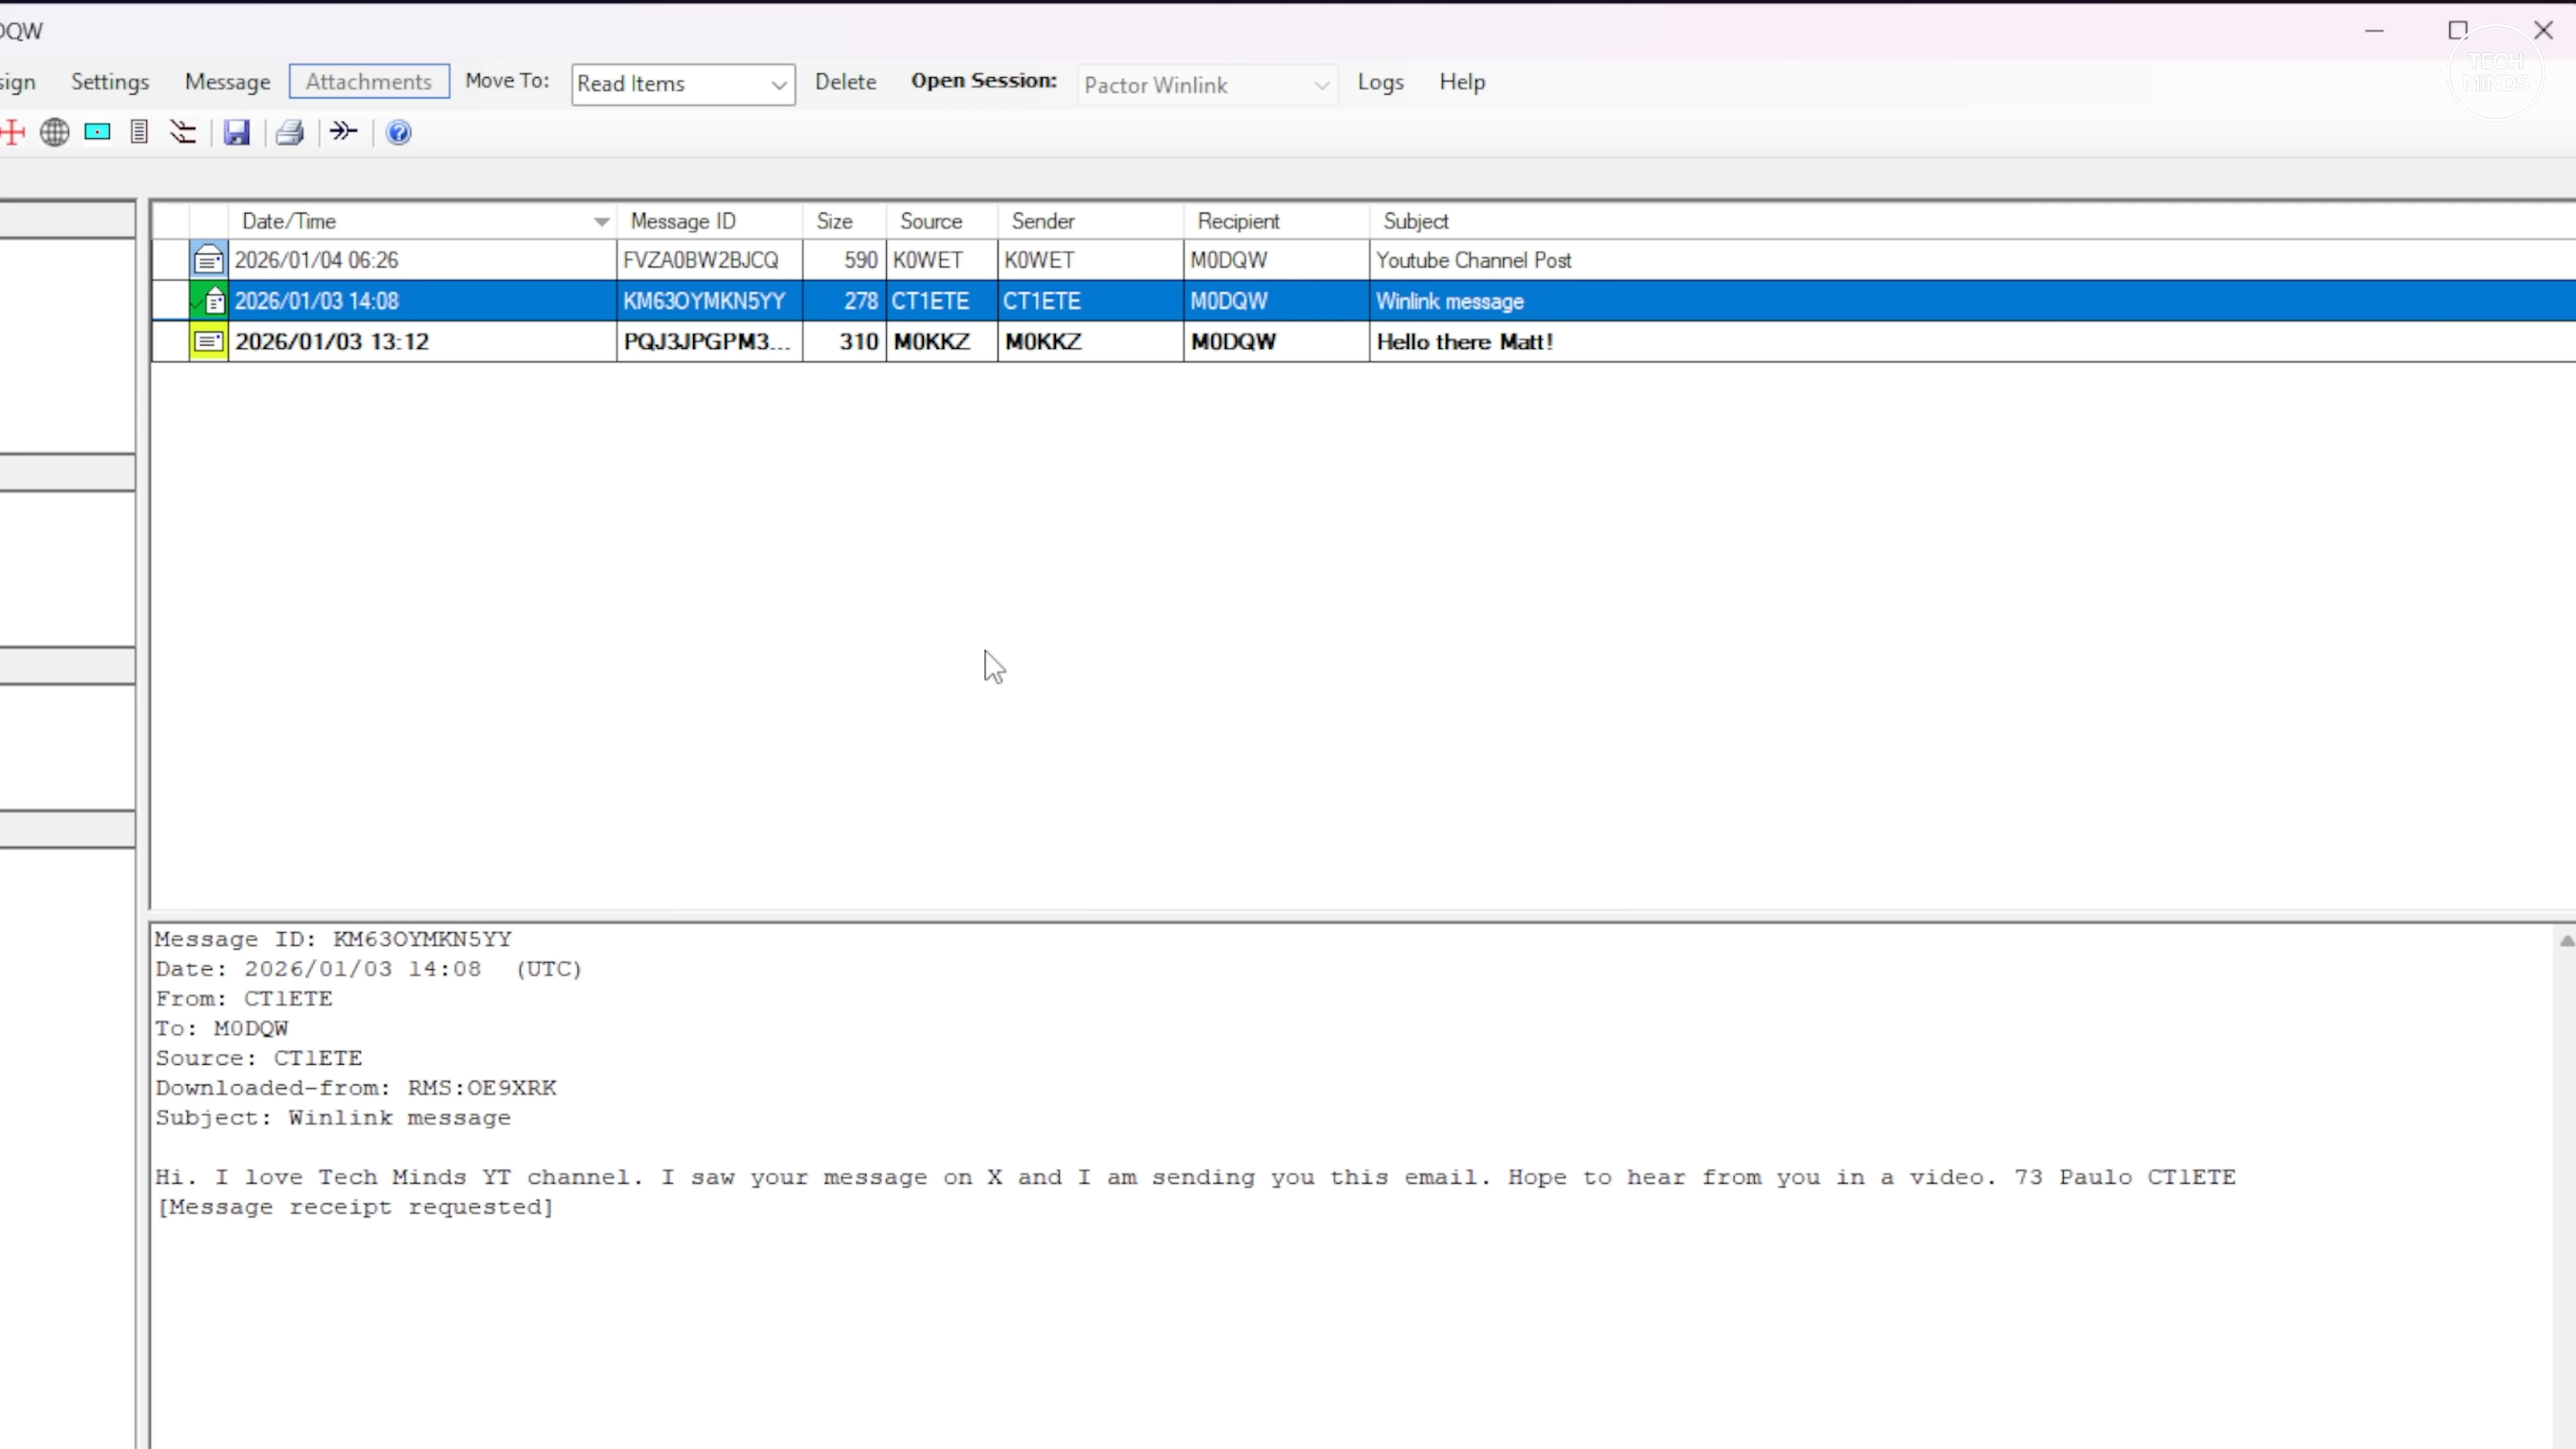 DQW
TECH
MINDS
sign Settings Message Attachments Move To: Read Items Delete Open Session: Pactor Winlink Logs Help
Date/Time Message ID Size Source Sender Recipient Subject
2026/01/04 06:26 FVZA0BW2BJCQ 590 K0WET K0WET M0DQW Youtube Channel Post
2026/01/03 14:08 KM63OYMKN5YY 278 CT1ETE CT1ETE M0DQW Winlink message
2026/01/03 13:12 PQJ3JPGPM3... 310 M0KKZ M0KKZ M0DQW Hello there Matt!
Message ID: KM63OYMKN5YY
Date: 2026/01/03 14:08 (UTC)
From: CT1ETE
To: M0DQW
Source: CT1ETE
Downloaded-from: RMS:OE9XRK
Subject: Winlink message
Hi. I love Tech Minds YT channel. I saw your message on X and I am sending you this email. Hope to hear from you in a video. 73 Paulo CT1ETE
[Message receipt requested]